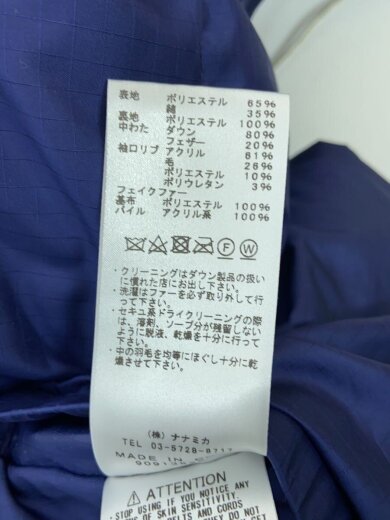 表地 ポリエステル 65%
綿 35%
裏地 ポリエステル 100%
中わた ダウン 80%
フェザー 20%
袖口リブ アクリル 61%
毛 26%
ポリエステル 10%
ポリウレタン 3%
フェイクファー
基布 ポリエステル 100%
パイル アクリル系 100%
F W
・クリーニングはダウン製品の扱い
に慣れた店にお出し下さい。
・洗濯はファーを必ず取り外して行
って下さい。
・セキユ系ドライクリーニングの際
は、溶剤、ソープ分が残留しない
ように脱液、乾燥を十分に行って
下さい。
・中の羽毛を均等にほぐし十分に乾
燥させて下さい。
(株) ナナミカ
TEL 03-5728-
MADE IN
ATTENTION
STOP IF YOU NOTICE ANY
SIGNS OF SKIN SENSITIVITY.
BELTS AND CORDS